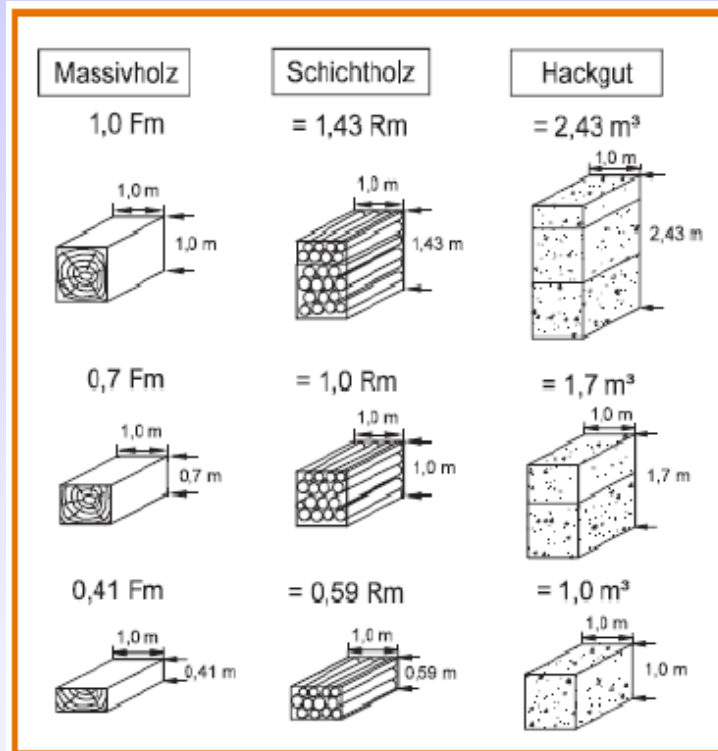 Massivholz Schichtholz Hackgut
1,0 Fm = 1,43 Rm = 2,43 m³
1,0 m
1,0 m
1,0 m
1,43 m
1,0 m
2,43 m
0,7 Fm = 1,0 Rm = 1,7 m³
1,0 m
0,7 m
1,0 m
1,0 m
1,0 m
1,7 m
0,41 Fm = 0,59 Rm = 1,0 m³
1,0 m
0,41 m
1,0 m
0,59 m
1,0 m
1,0 m